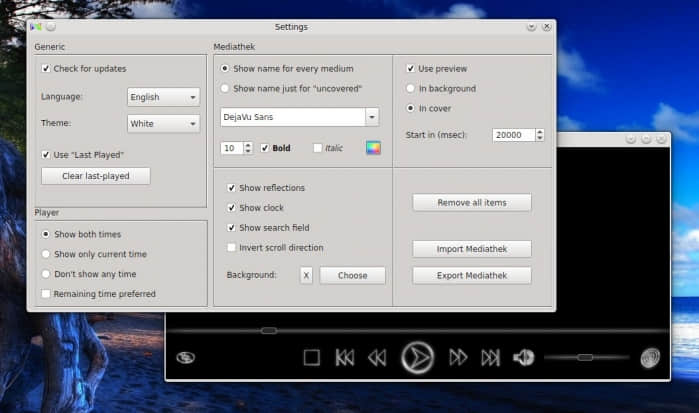 Settings
Generic
Check for updates
Language: English
Theme: White
Use "Last Played"
Clear last-played
Player
Show both times
Show only current time
Don't show any time
Remaining time preferred
Mediathek
Show name for every medium
Show name just for "uncovered"
DejaVu Sans
10 Bold Italic
Show reflections
Show clock
Show search field
Invert scroll direction
Background: X Choose
Use preview
In background
In cover
Start in (msec): 20000
Remove all items
Import Mediathek
Export Mediathek